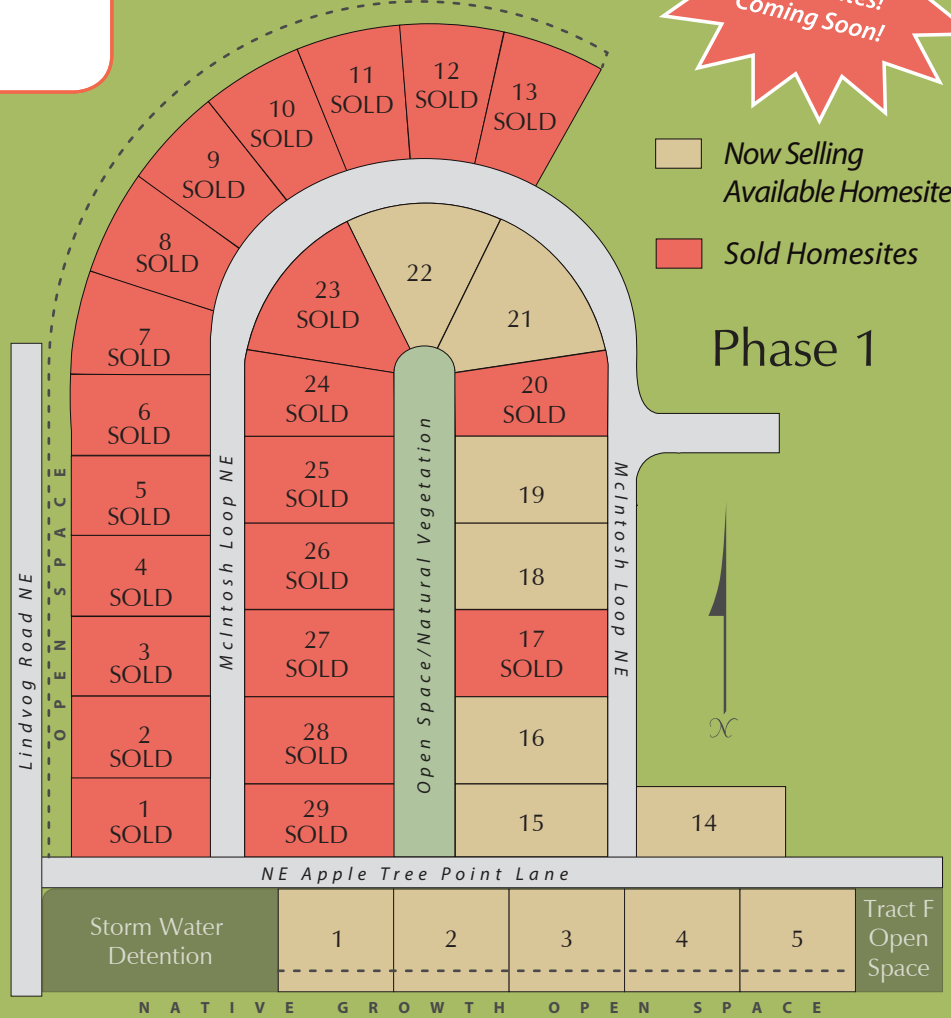 Coming Soon!
Now Selling
Available Homesite
Sold Homesites
Phase 1
11
SOLD
12
SOLD
13
SOLD
10
SOLD
9
SOLD
8
SOLD
7
SOLD
6
SOLD
5
SOLD
4
SOLD
3
SOLD
2
SOLD
1
SOLD
22
21
23
SOLD
24
SOLD
25
SOLD
26
SOLD
27
SOLD
28
SOLD
29
SOLD
20
SOLD
19
18
17
SOLD
16
15
14
Lindvog Road NE
OPEN SPACE
McIntosh Loop NE
Open Space/Natural Vegetation
McIntosh Loop NE
N
NE Apple Tree Point Lane
Storm Water
Detention
1
2
3
4
5
Tract F
Open
Space
NATIVE GROWTH OPEN SPACE